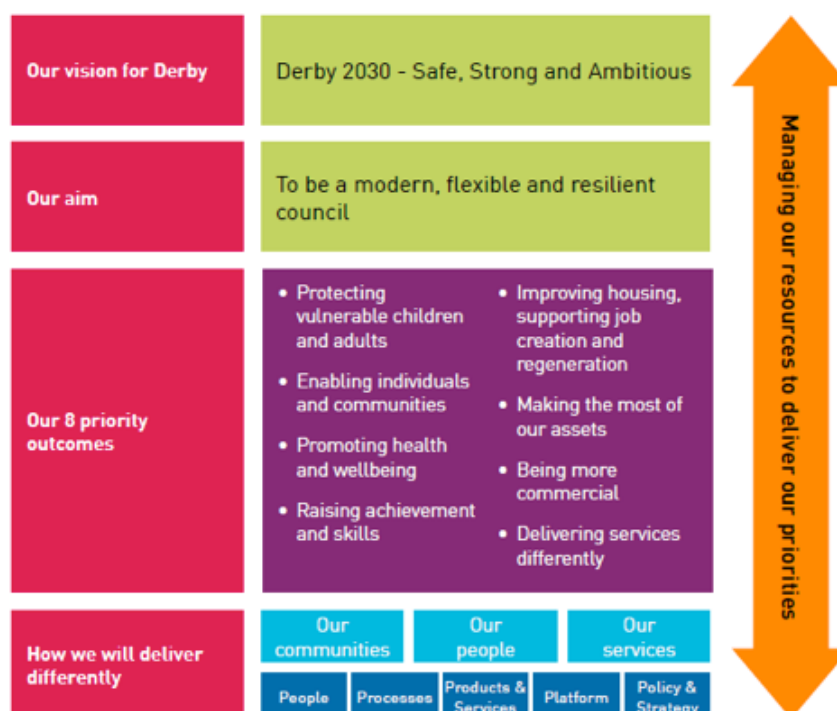 Our vision for Derby
Derby 2030 - Safe, Strong and Ambitious
Our aim
To be a modern, flexible and resilient
council
Our 8 priority
outcomes
• Protecting
vulnerable children
and adults
• Enabling individuals
and communities
• Promoting health
and wellbeing
• Raising achievement
and skills
• Improving housing,
supporting job
creation and
regeneration
• Making the most of
our assets
• Being more
commercial
• Delivering services
differently
How we will deliver
differently
Our
communities
Our
people
Our
services
People
Processes
Products &
Services
Platform
Policy &
Strategy
Managing our resources to deliver our priorities